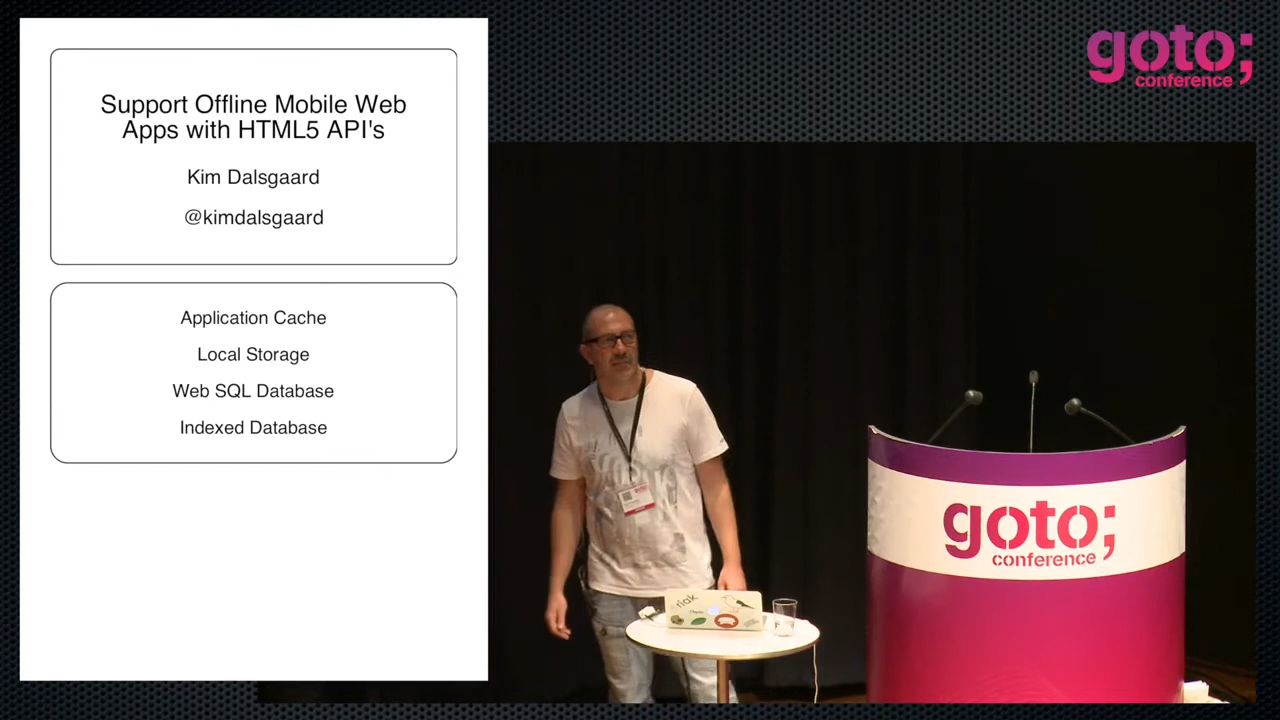 Support Offline Mobile Web
Apps with HTML5 API's
Kim Dalsgaard
@kimdalsgaard
Application Cache
Local Storage
Web SQL Database
Indexed Database
goto;
conference
riak
goto;
conference